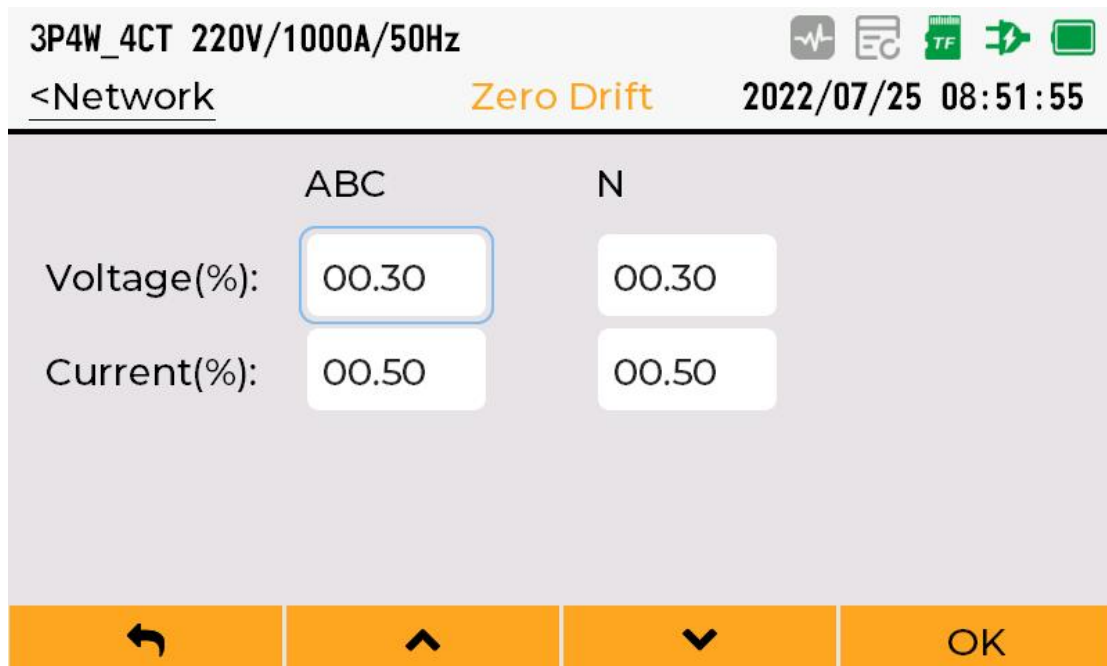 3P4W_4CT 220V/1000A/50Hz TF
<Network Zero Drift 2022/07/25 08:51:55
ABC N
Voltage(%): 00.30 00.30
Current(%): 00.50 00.50
OK